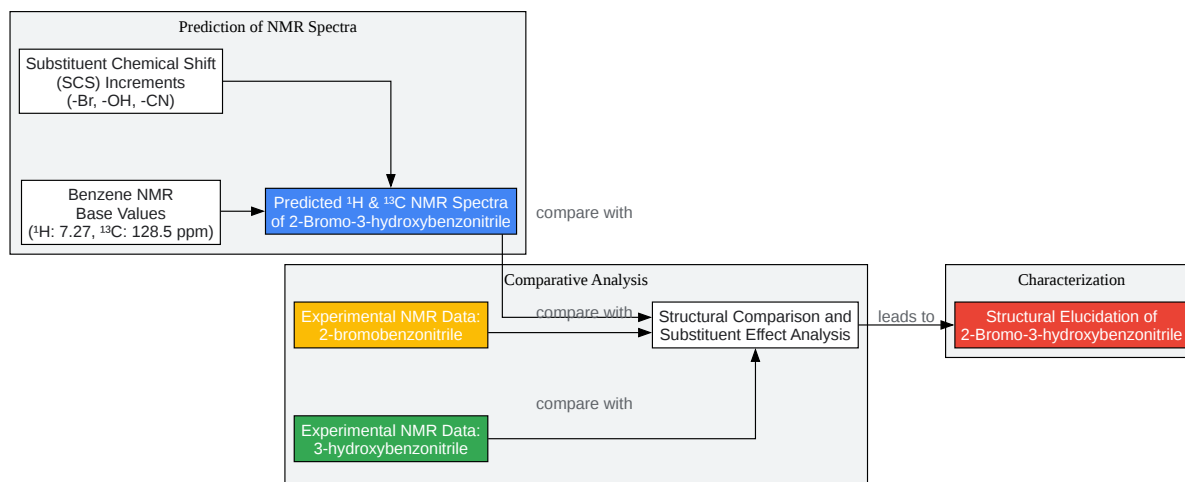 Prediction of NMR Spectra
Substituent Chemical Shift
(SCS) Increments
(-Br, -OH, -CN)
Benzene NMR
Base Values
(¹H: 7.27, ¹³C: 128.5 ppm)
Predicted ¹H & ¹³C NMR Spectra
of 2-Bromo-3-hydroxybenzonitrile
compare with
Comparative Analysis
Experimental NMR Data:
2-bromobenzonitrile
compare with
Structural Comparison and
Substituent Effect Analysis
compare with
Experimental NMR Data:
3-hydroxybenzonitrile
leads to
Characterization
Structural Elucidation of
2-Bromo-3-hydroxybenzonitrile